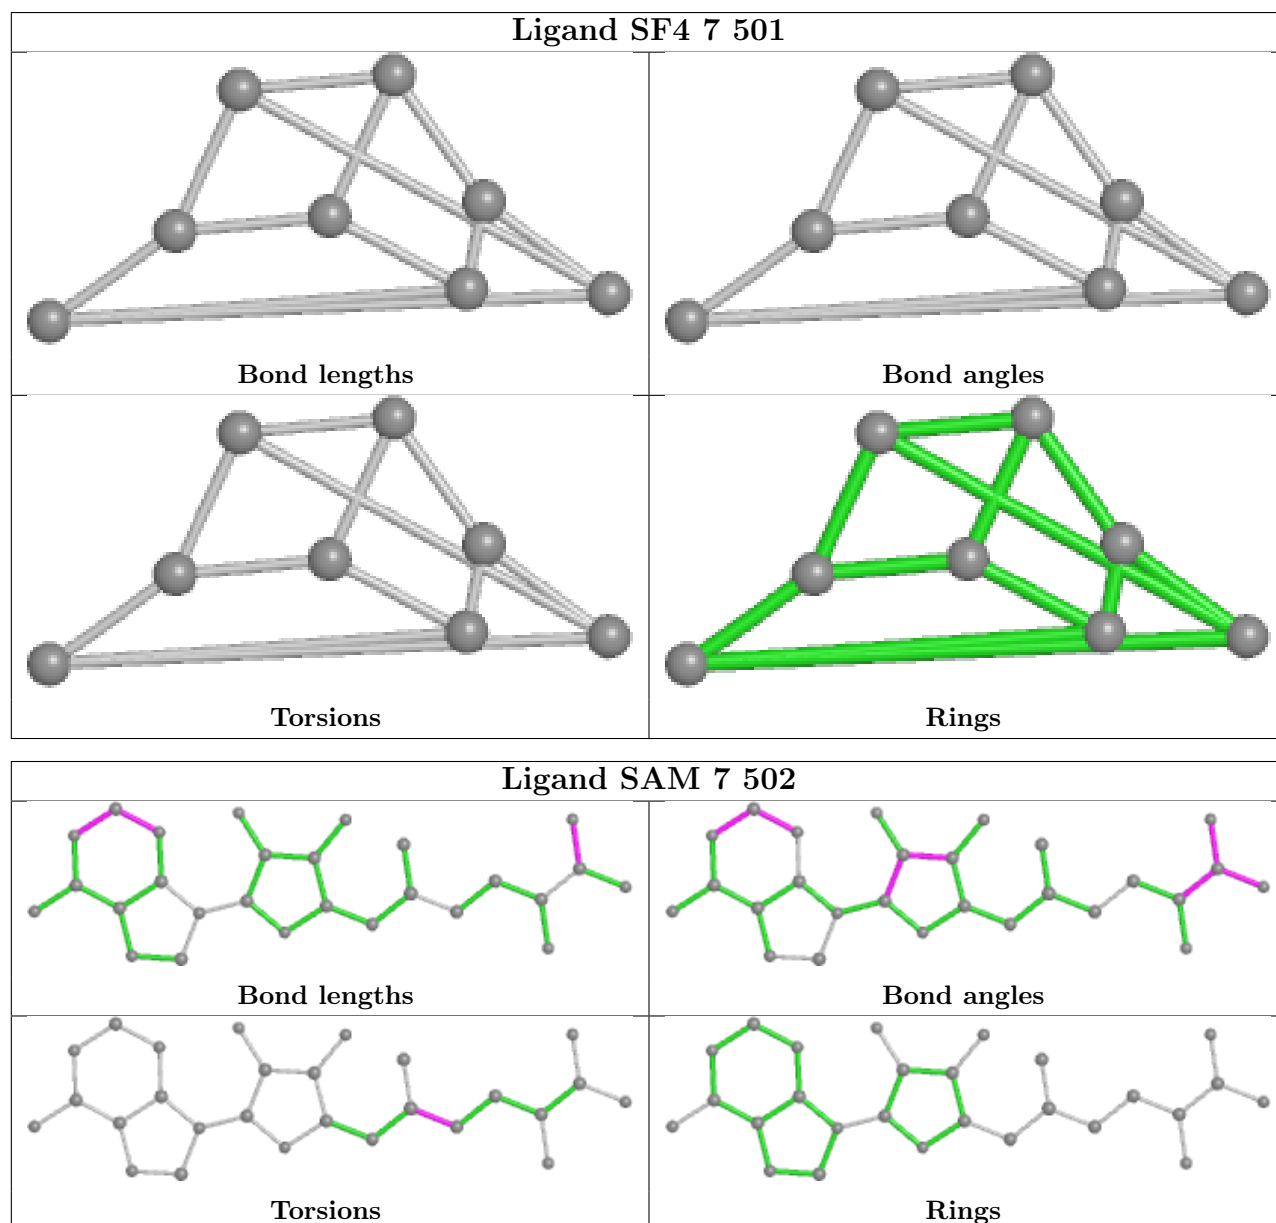 Ligand SF4 7 501
Bond lengths
Bond angles
Torsions
Rings
Ligand SAM 7 502
Bond lengths
Bond angles
Torsions
Rings